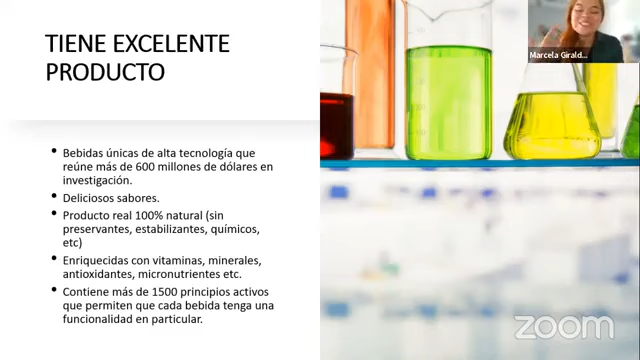 TIENE EXCELENTE
PRODUCTO
Marcela Girald...
• Bebidas únicas de alta tecnología que
reúne más de 600 millones de dólares en
investigación.
• Deliciosos sabores.
• Producto real 100% natural (sin
preservantes, estabilizantes, químicos,
etc)
• Enriquecidas con vitaminas, minerales,
antioxidantes, micronutrientes etc.
• Contiene más de 1500 principios activos
que permiten que cada bebida tenga una
funcionalidad en particular.
zoom